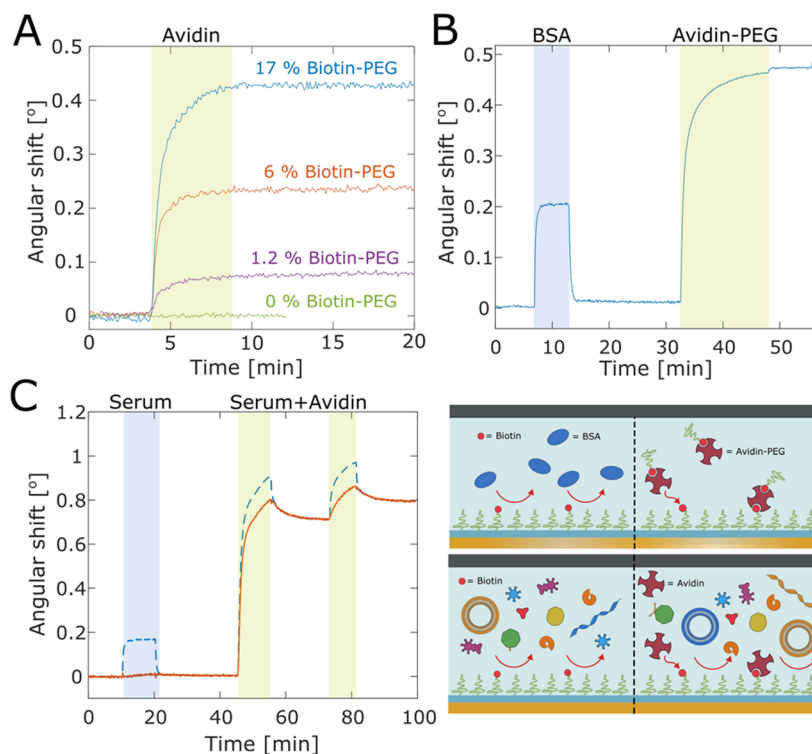 A
Avidin
0.5
0.4
0.3
0.2
0.1
0
Angular shift [°]
17 % Biotin-PEG
6 % Biotin-PEG
1.2 % Biotin-PEG
0 % Biotin-PEG
0 5 10 15 20
Time [min]
B
BSA Avidin-PEG
0.5
0.4
0.3
0.2
0.1
0
Angular shift [°]
0 10 20 30 40 50
Time [min]
C
Serum Serum+Avidin
1.2
1
0.8
0.6
0.4
0.2
0
Angular shift [°]
0 20 40 60 80 100
Time [min]
= Biotin = BSA
= Avidin-PEG
= Biotin = Avidin